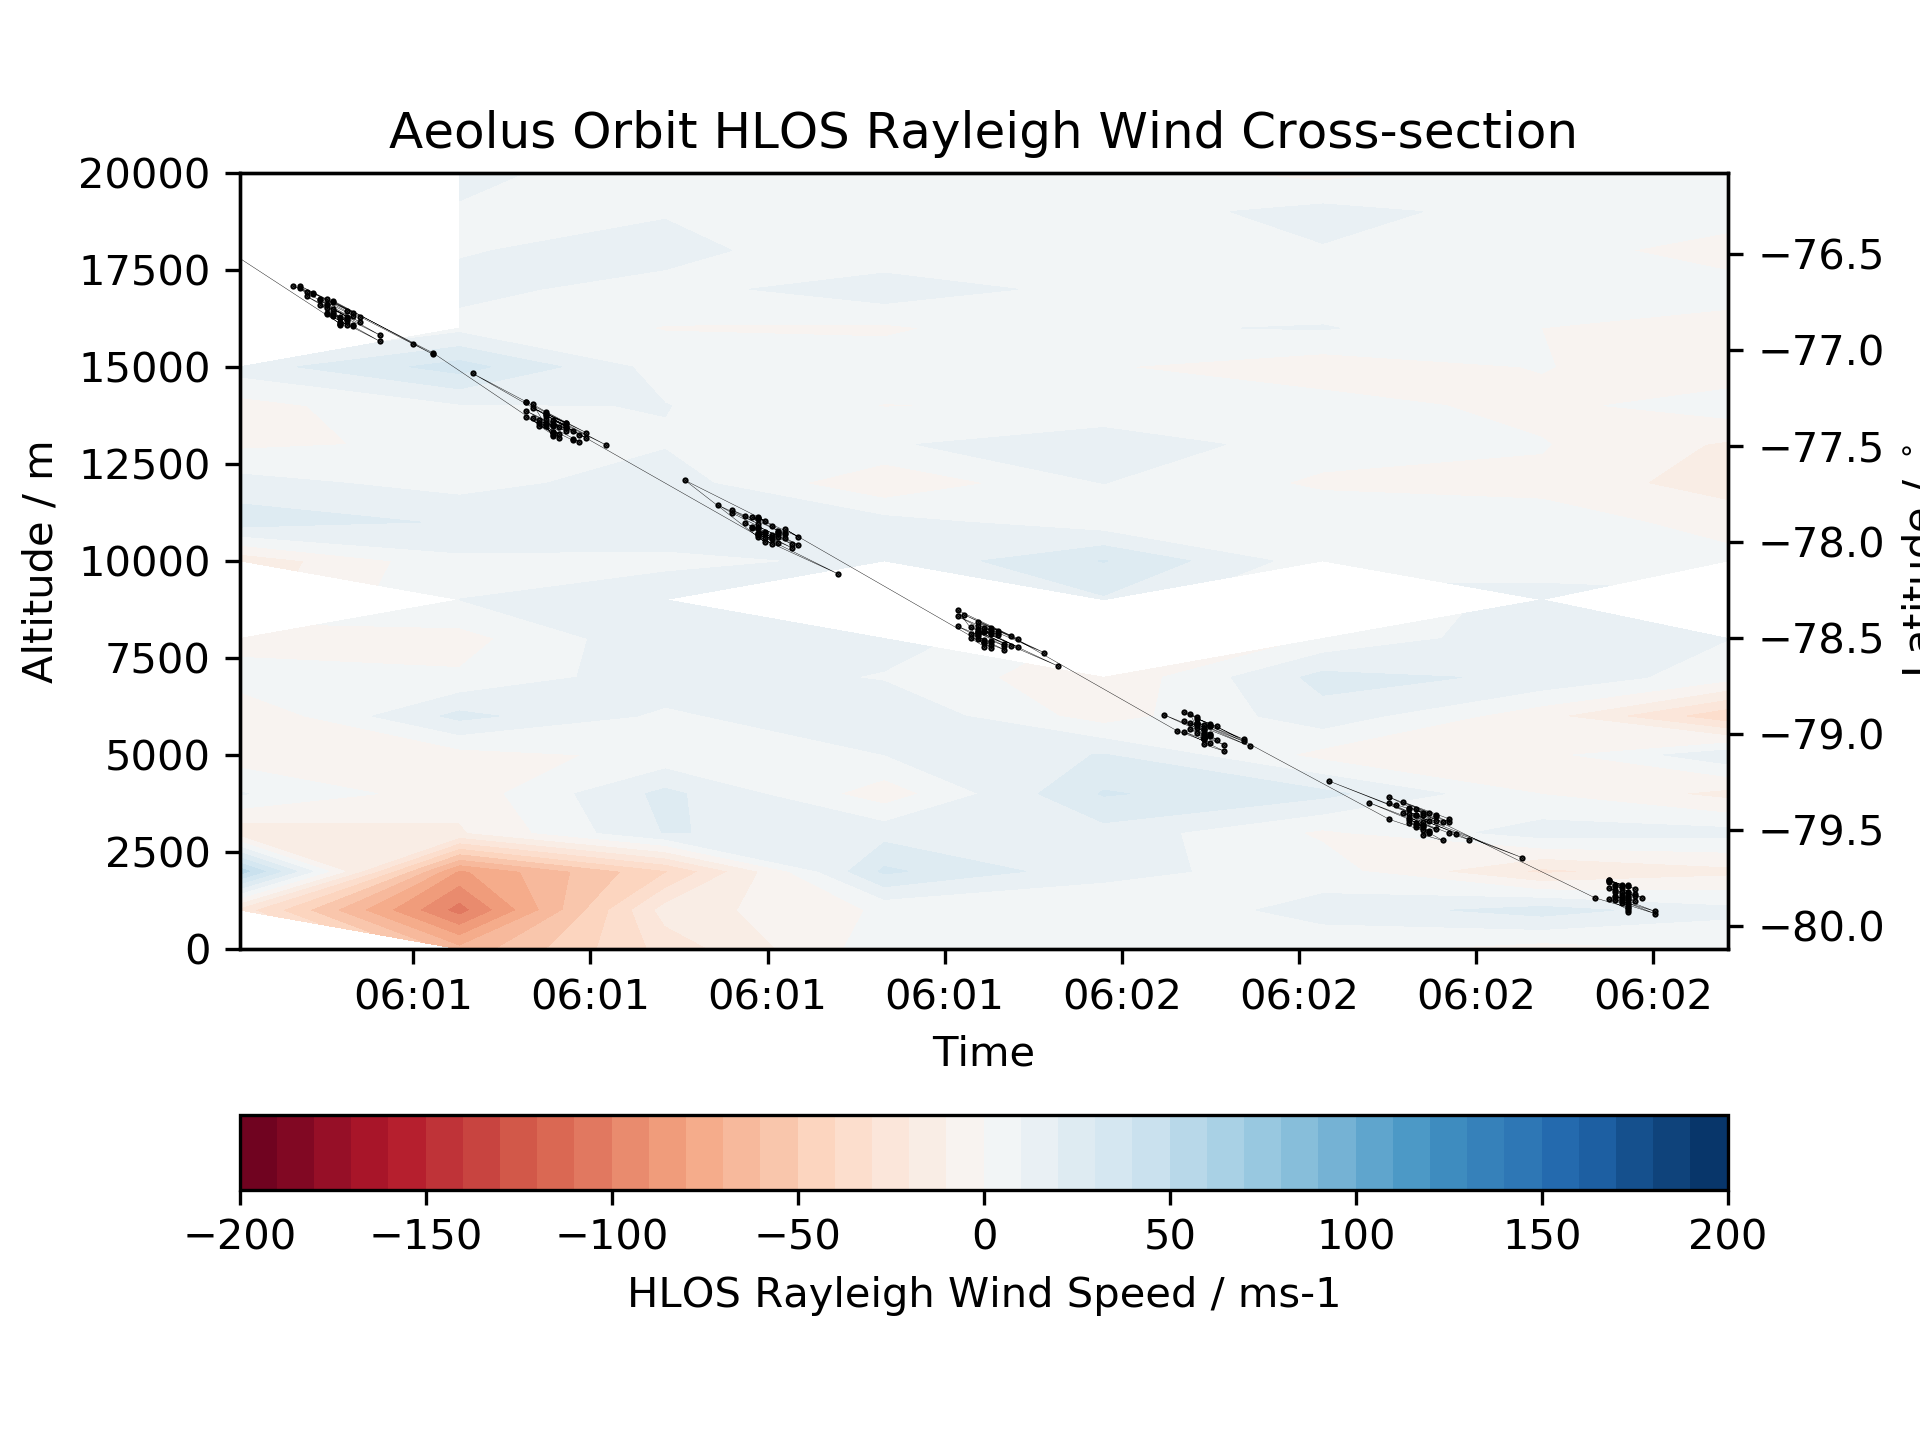 Aeolus Orbit HLOS Rayleigh Wind Cross-section
20000
17500
15000
12500
10000
7500
5000
2500
0
Altitude / m
−76.5
−77.0
−77.5
−78.0
−78.5
−79.0
−79.5
−80.0
Latitude / °
06:01 06:01 06:01 06:01 06:02 06:02 06:02 06:02
Time
−200 −150 −100 −50 0 50 100 150 200
HLOS Rayleigh Wind Speed / ms-1